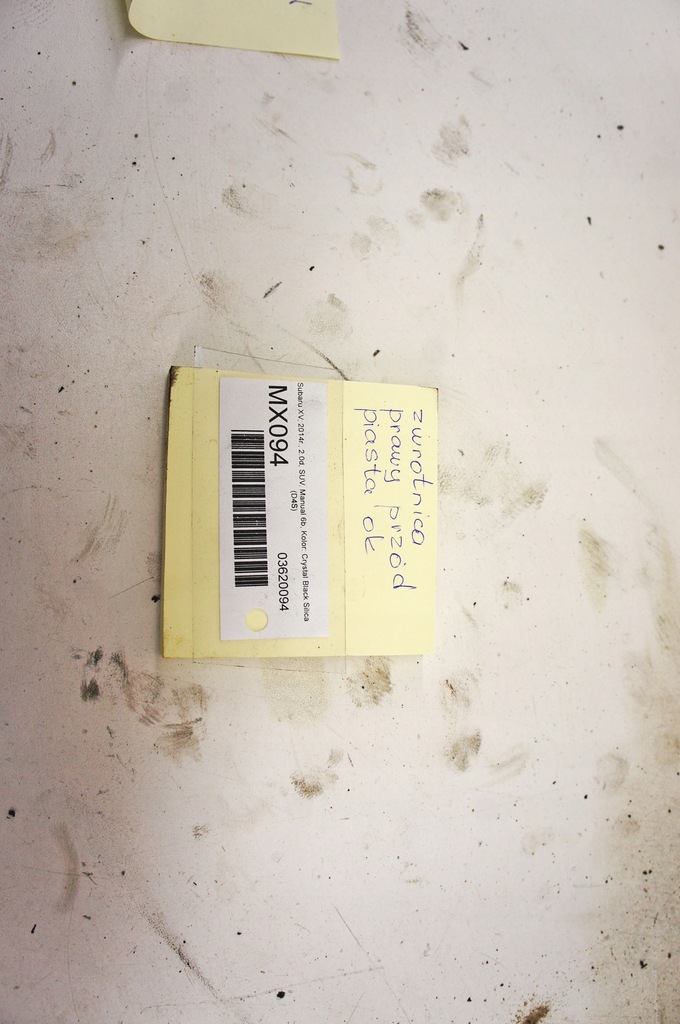 zwrotnica
prawy przód
piasta ok
Subaru XV, 2014r., 2.0d, SUV, Manual 6b, Kolor: Crystal Black Silica
(D4S)
MX094
03620094